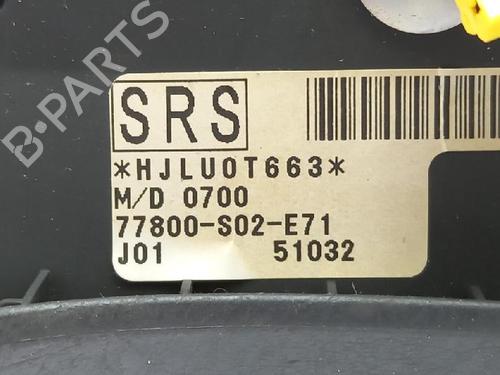 SRS
*HJLU0T663*
M/D 0700
77800-S02-E71
J01 51032
B-PARTS